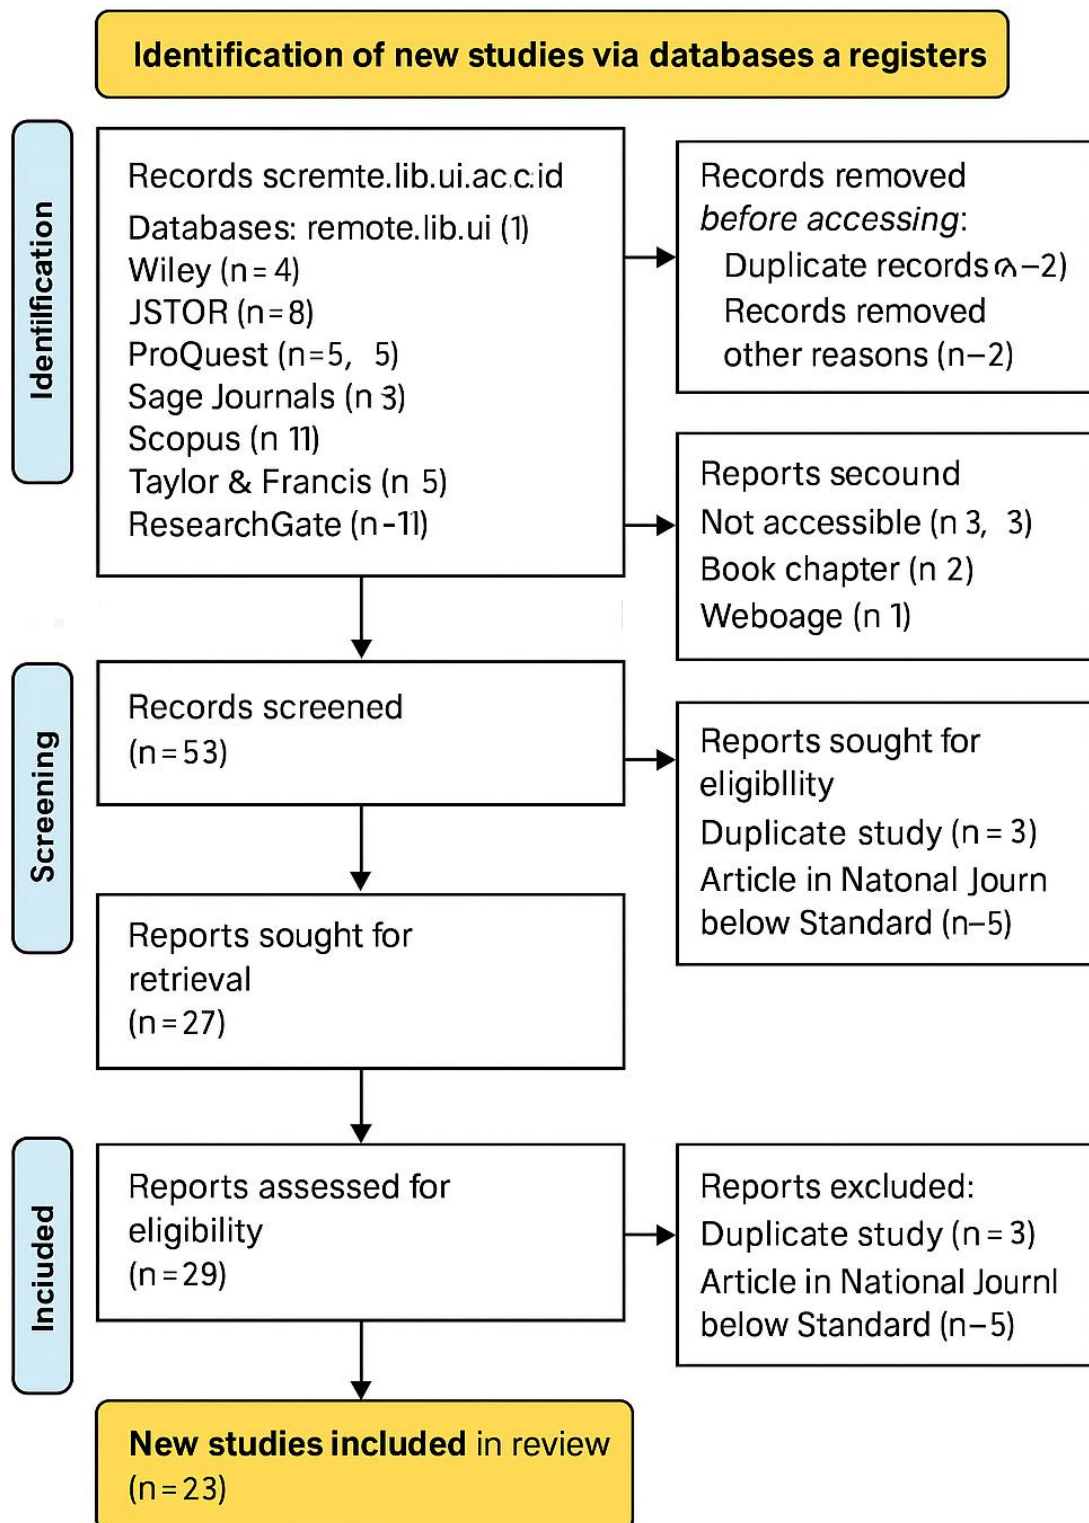 Identification of new studies via databases a registers
Idenfilfication
Records scremte.lib.ui.ac.c:id
Databases: remote.lib.ui (1)
Wiley (n = 4)
JSTOR (n = 8)
ProQuest (n=5, 5)
Sage Journals (n 3)
Scopus (n 11)
Taylor & Francis (n 5)
ResearchGate (n -11)
Records removed
before accessing:
Duplicate records (n–2)
Records removed
other reasons (n–2)
Reports secound
Not accessible (n 3, 3)
Book chapter (n 2)
Weboage (n 1)
Screening
Records screened
(n = 53)
Reports sought for
eligibllity
Duplicate study (n = 3)
Article in Natonal Journ
below Standard (n–5)
Reports sought for
retrieval
(n = 27)
Inciuded
Reports assessed for
eligibility
(n = 29)
Reports excluded:
Duplicate study (n = 3)
Article in National Journl
below Standard (n–5)
New studies included in review
(n = 23)